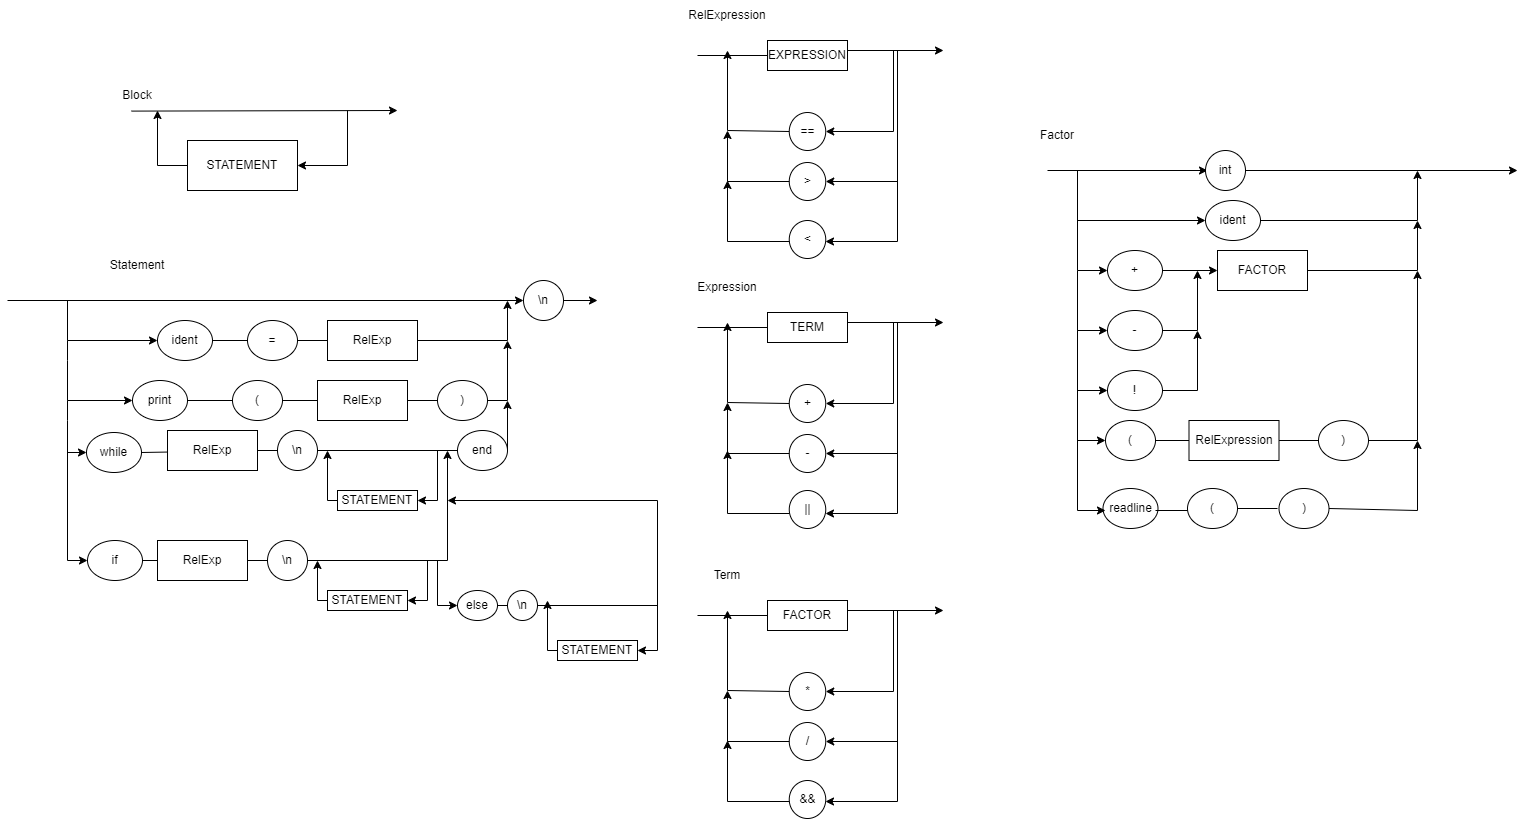 Block
STATEMENT
Statement
\n
ident = RelExp
print ( RelExp )
while RelExp \n end
STATEMENT
if RelExp \n
STATEMENT
else \n
STATEMENT
RelExpression
EXPRESSION
==
>
<
Expression
TERM
+
-
||
Term
FACTOR
*
/
&&
Factor
int
ident
+ FACTOR
-
!
( RelExpression )
readline ( )